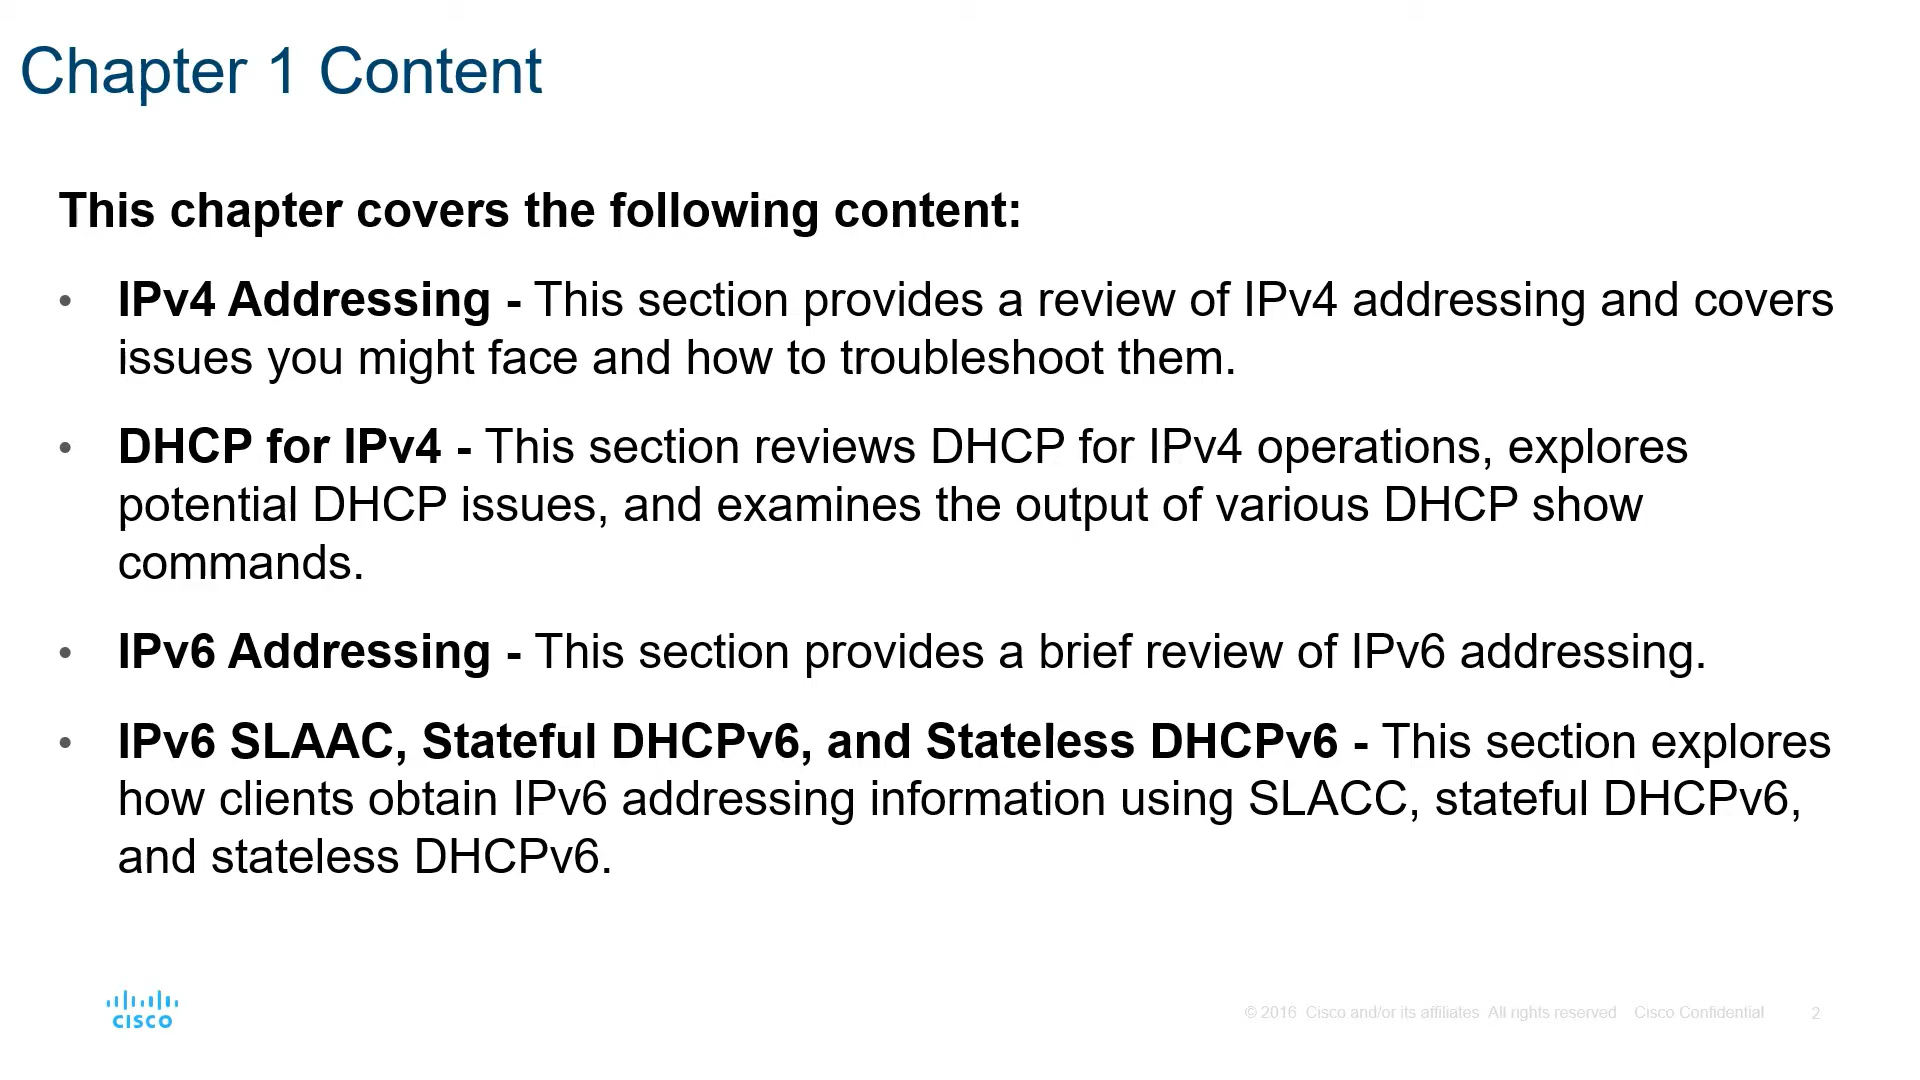 Chapter 1 Content
This chapter covers the following content:
• IPv4 Addressing - This section provides a review of IPv4 addressing and covers
issues you might face and how to troubleshoot them.
• DHCP for IPv4 - This section reviews DHCP for IPv4 operations, explores
potential DHCP issues, and examines the output of various DHCP show
commands.
• IPv6 Addressing - This section provides a brief review of IPv6 addressing.
• IPv6 SLAAC, Stateful DHCPv6, and Stateless DHCPv6 - This section explores
how clients obtain IPv6 addressing information using SLACC, stateful DHCPv6,
and stateless DHCPv6.
CISCO
© 2016 Cisco and/or its affiliates All rights reserved Cisco Confidential 2